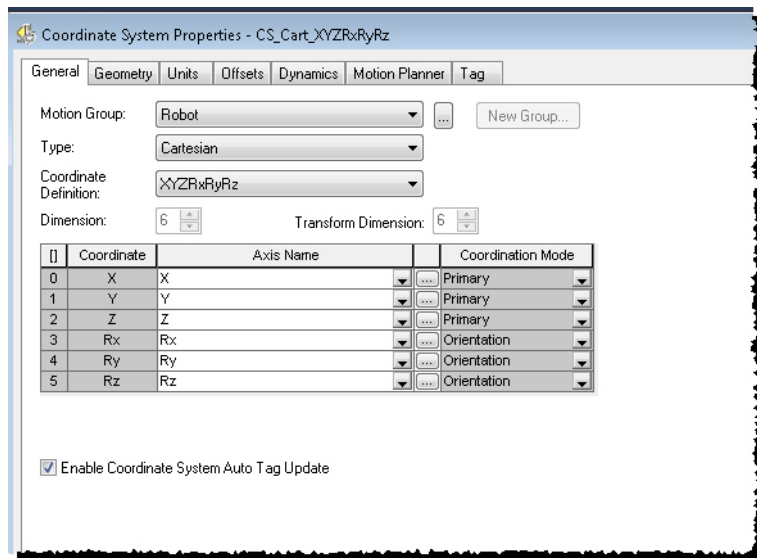 Coordinate System Properties - CS_Cart_XYZRxRyRz
General Geometry Units Offsets Dynamics Motion Planner Tag
Motion Group: Robot ... New Group...
Type: Cartesian
Coordinate
Definition: XYZRxRyRz
Dimension: 6 Transform Dimension: 6
[] Coordinate Axis Name Coordination Mode
0 X X ... Primary
1 Y Y ... Primary
2 Z Z ... Primary
3 Rx Rx ... Orientation
4 Ry Ry ... Orientation
5 Rz Rz ... Orientation
Enable Coordinate System Auto Tag Update